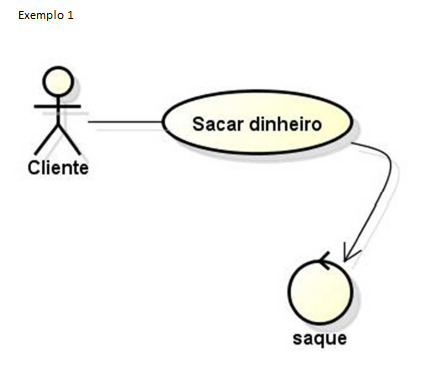 Exemplo 1
Sacar dinheiro
Cliente
saque